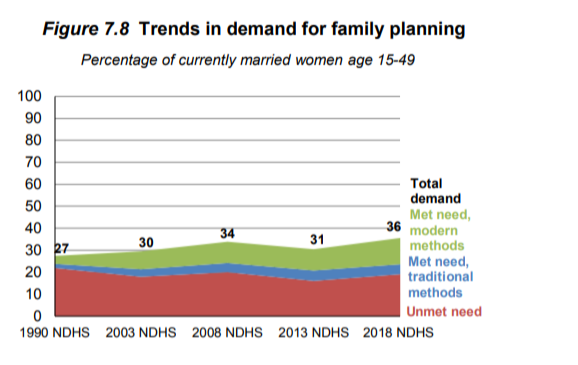 Figure 7.8 Trends in demand for family planning
Percentage of currently married women age 15-49
100
90
80
70
60
50
40
30
20
10
0
27
30
34
31
36
Total
demand
Met need,
modern
methods
Met need,
traditional
methods
Unmet need
1990 NDHS 2003 NDHS 2008 NDHS 2013 NDHS 2018 NDHS